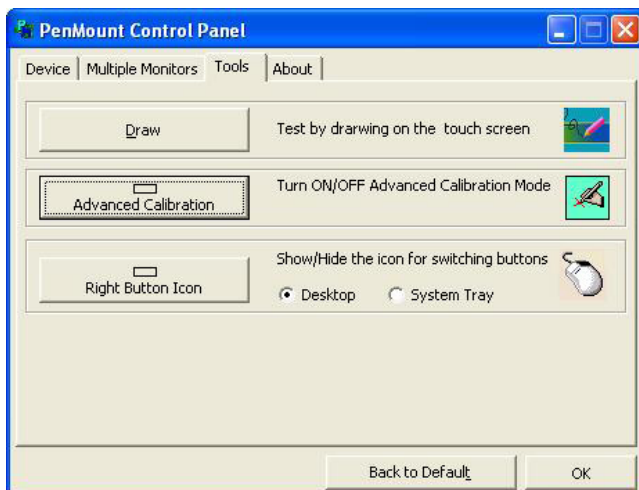 PenMount Control Panel
Device Multiple Monitors Tools About
Draw Test by drarwing on the touch screen
Turn ON/OFF Advanced Calibration Mode
Advanced Calibration
Show/Hide the icon for switching buttons
Right Button Icon Desktop System Tray
Back to Default OK